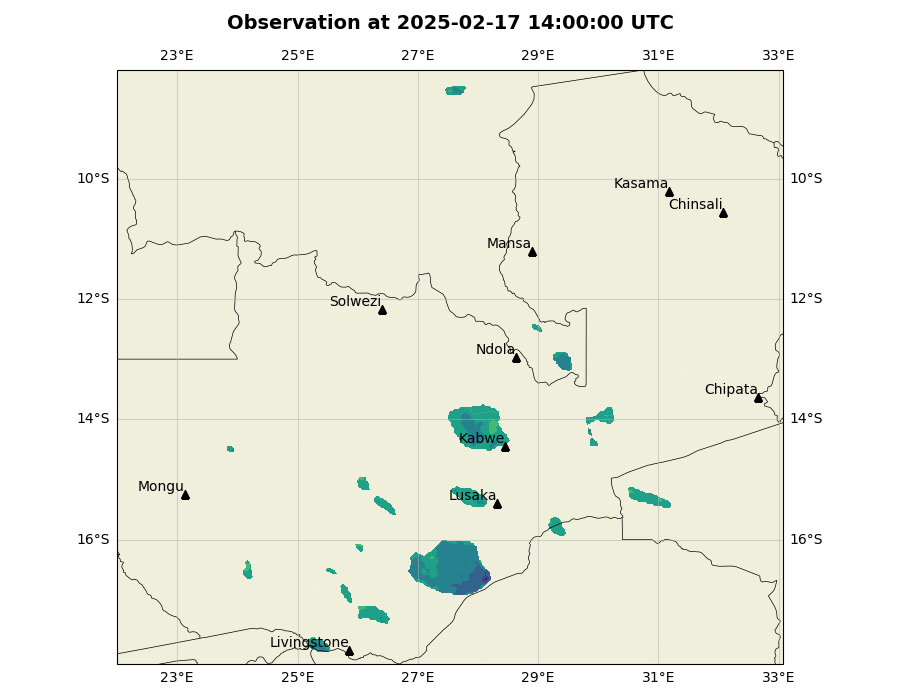 Observation at 2025-02-17 14:00:00 UTC
23°E 25°E 27°E 29°E 31°E 33°E
10°S 10°S
Kasama
Chinsali
Mansa
12°S 12°S
Solwezi
Ndola
Chipata
14°S 14°S
Kabwe
Mongu
Lusaka
16°S 16°S
Livingstone
23°E 25°E 27°E 29°E 31°E 33°E